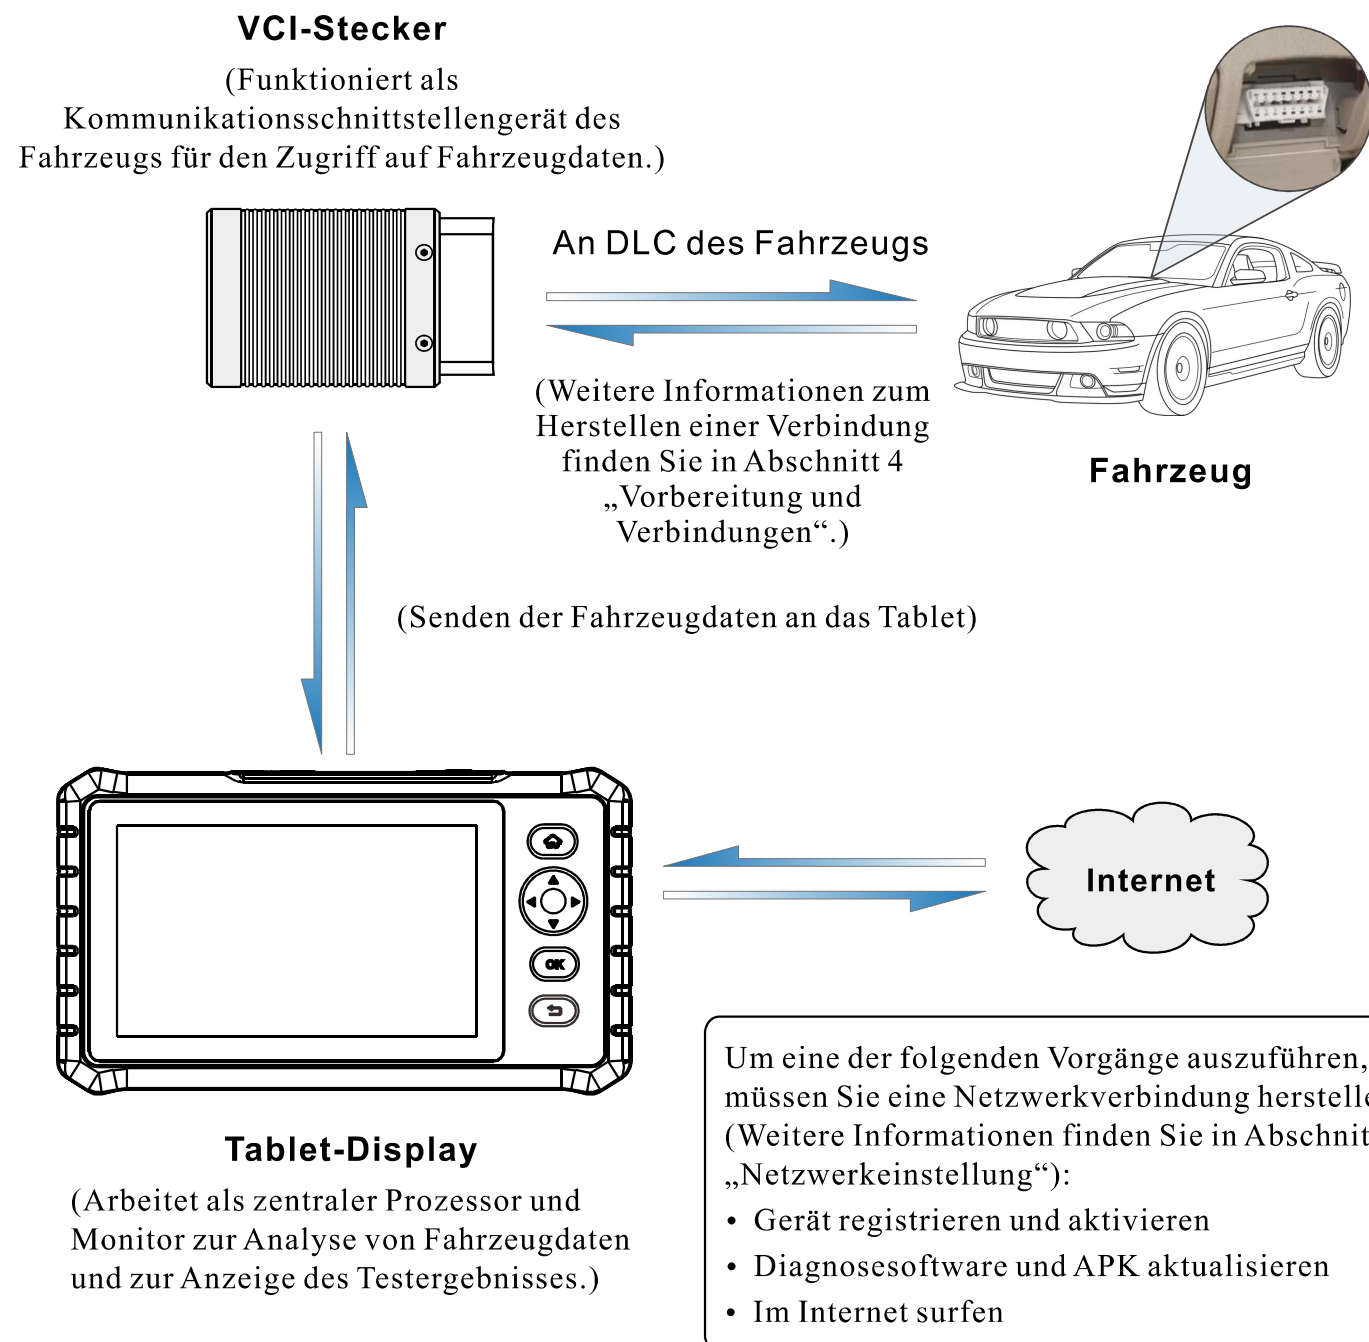 VCI-Stecker
(Funktioniert als
Kommunikationsschnittstellengerät des
Fahrzeugs für den Zugriff auf Fahrzeugdaten.)
An DLC des Fahrzeugs
(Weitere Informationen zum
Herstellen einer Verbindung
finden Sie in Abschnitt 4
„Vorbereitung und
Verbindungen“.)
Fahrzeug
(Senden der Fahrzeugdaten an das Tablet)
OK
Internet
Tablet-Display
(Arbeitet als zentraler Prozessor und
Monitor zur Analyse von Fahrzeugdaten
und zur Anzeige des Testergebnisses.)
Um eine der folgenden Vorgänge auszuführen,
müssen Sie eine Netzwerkverbindung
(Weitere Informationen finden Sie in
„Netzwerkeinstellung“):
• Gerät registrieren und aktivieren
• Diagnosesoftware und APK aktualisieren
• Im Internet surfen